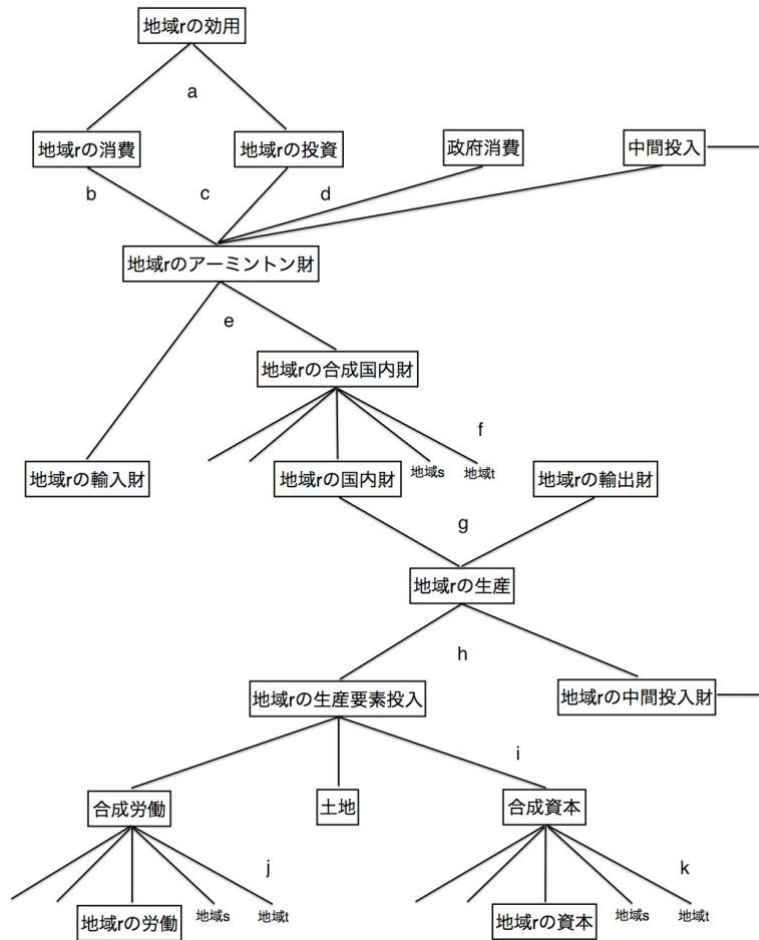 地域rの効用
a
地域rの消費
地域rの投資
政府消費
中間投入
b
c
d
地域rのアーミントン財
e
地域rの合成国内財
f
地域rの輸入財
地域rの国内財
地域s
地域t
地域rの輸出財
g
地域rの生産
h
地域rの生産要素投入
地域rの中間投入財
i
合成労働
土地
合成資本
j
k
地域rの労働
地域s
地域t
地域rの資本
地域s
地域t